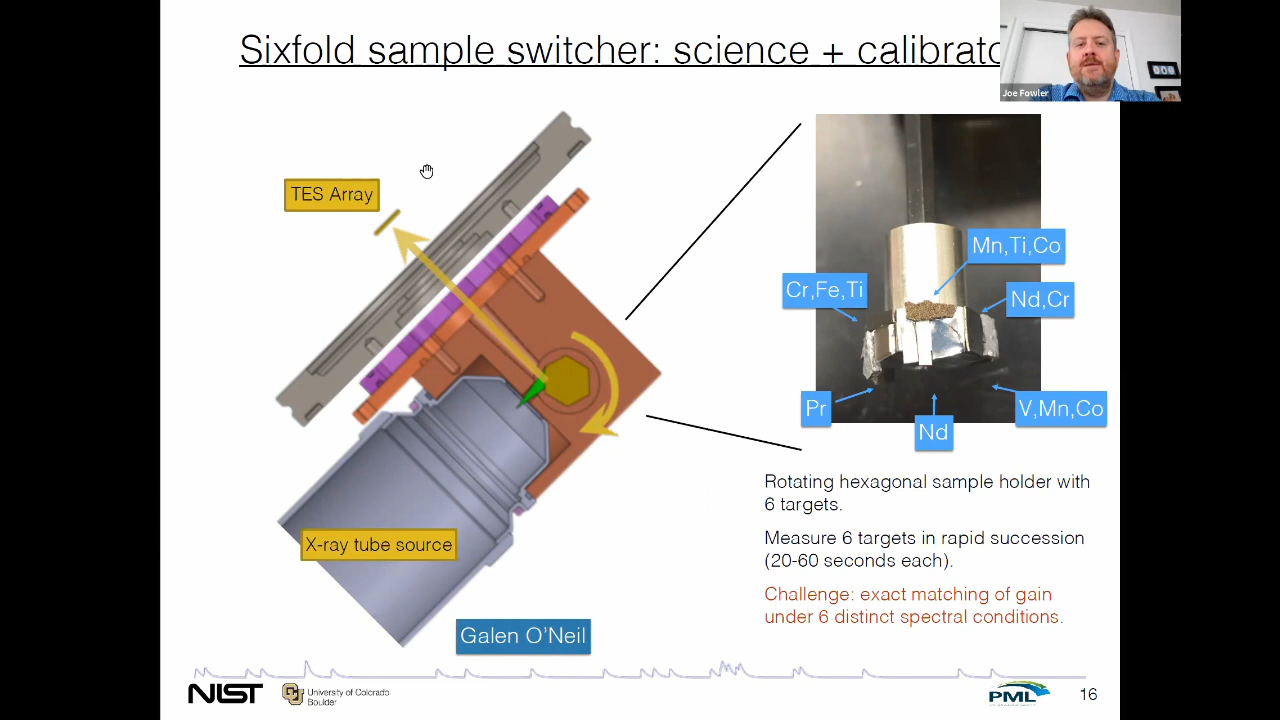 Sixfold sample switcher: science + calibrato
Joe Fowler
TES Array
Mn,Ti,Co
Cr,Fe,Ti
Nd,Cr
Pr
V,Mn,Co
Nd
Rotating hexagonal sample holder with
6 targets.
Measure 6 targets in rapid succession
(20-60 seconds each).
Challenge: exact matching of gain
under 6 distinct spectral conditions.
X-ray tube source
Galen O'Neil
NIST
University of Colorado
Boulder
PML
16